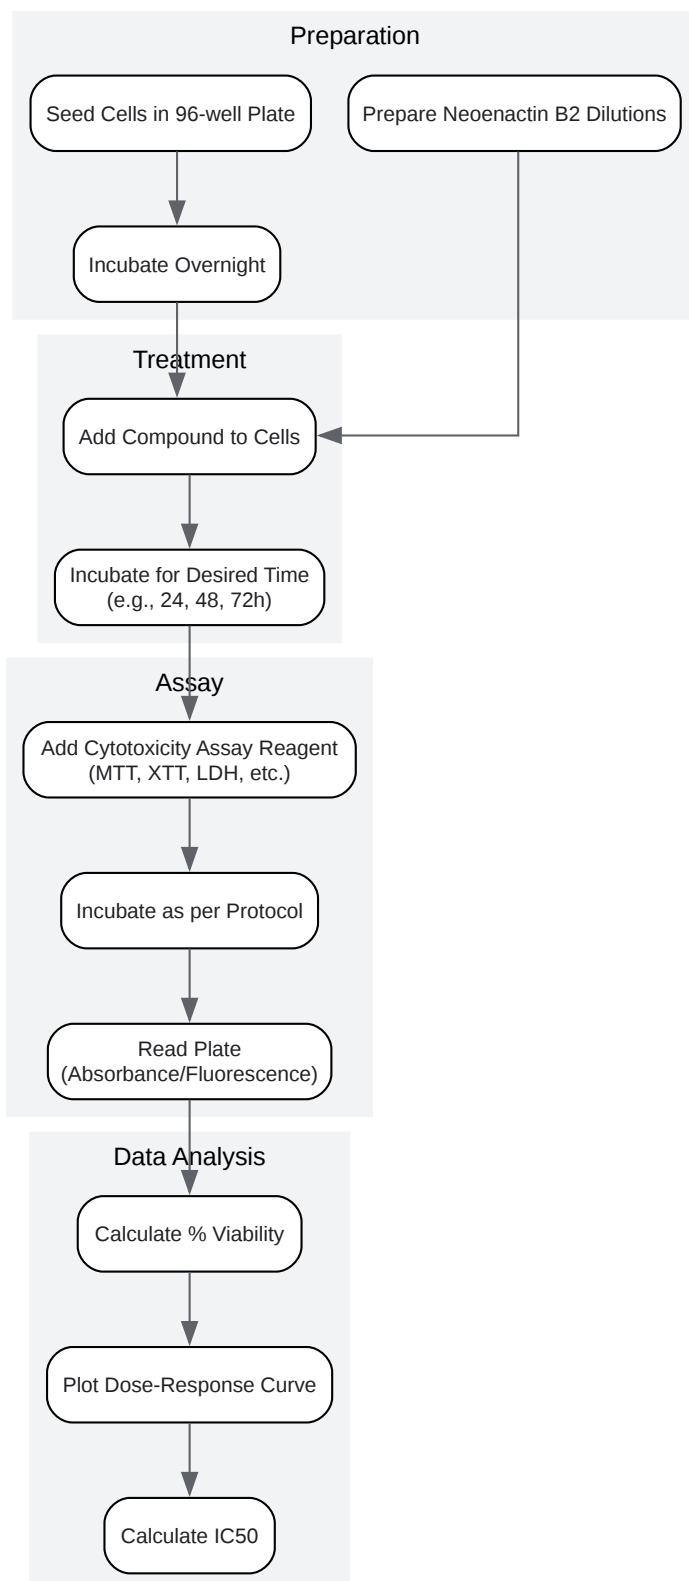 Preparation
Seed Cells in 96-well Plate
Prepare Neoenactin B2 Dilutions
Incubate Overnight
Treatment
Add Compound to Cells
Incubate for Desired Time
(e.g., 24, 48, 72h)
Assay
Add Cytotoxicity Assay Reagent
(MTT, XTT, LDH, etc.)
Incubate as per Protocol
Read Plate
(Absorbance/Fluorescence)
Data Analysis
Calculate % Viability
Plot Dose-Response Curve
Calculate IC50